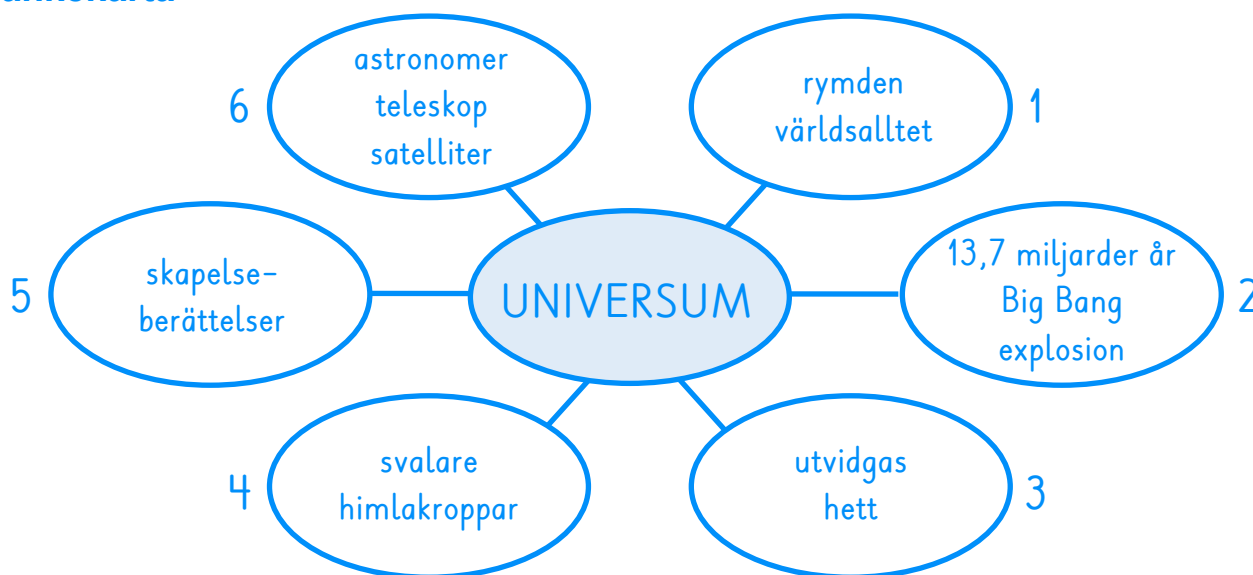 UNIVERSUM
1
rymden
världsalltet
2
13,7 miljarder år
Big Bang
explosion
3
utvidgas
hett
4
svalare
himlakroppar
5
skapelse-
berättelser
6
astronomer
teleskop
satelliter